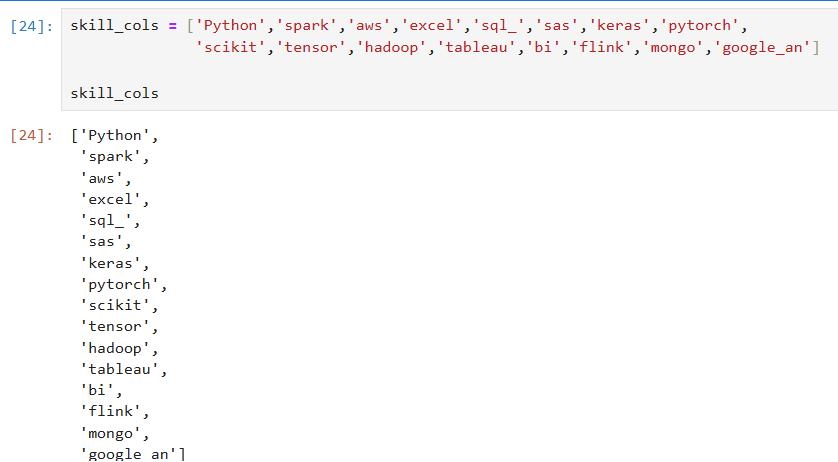 [24]: skill_cols = ['Python','spark','aws','excel','sql_','sas','keras','pytorch',
'scikit','tensor','hadoop','tableau','bi','flink','mongo','google_an']
skill_cols
[24]: ['Python',
'spark',
'aws',
'excel',
'sql_',
'sas',
'keras',
'pytorch',
'scikit',
'tensor',
'hadoop',
'tableau',
'bi',
'flink',
'mongo',
'google_an']